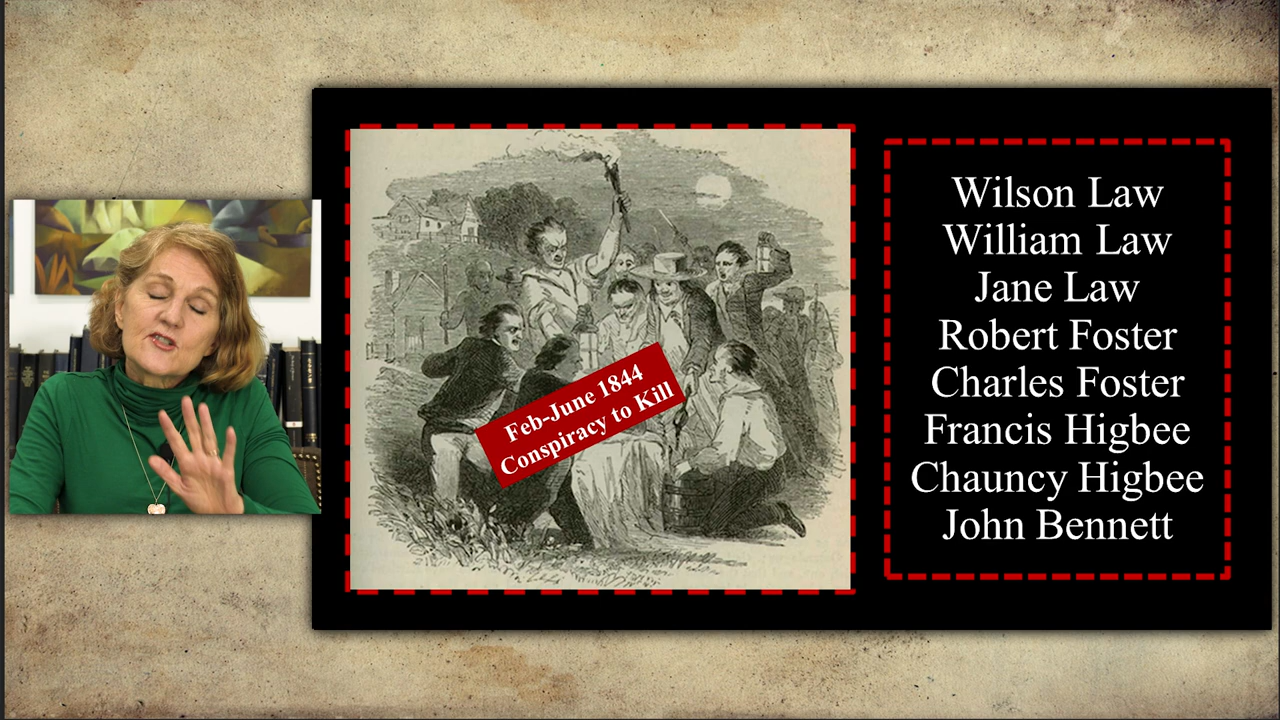 Feb-June 1844
Conspiracy to Kill
Wilson Law
William Law
Jane Law
Robert Foster
Charles Foster
Francis Higbee
Chauncy Higbee
John Bennett